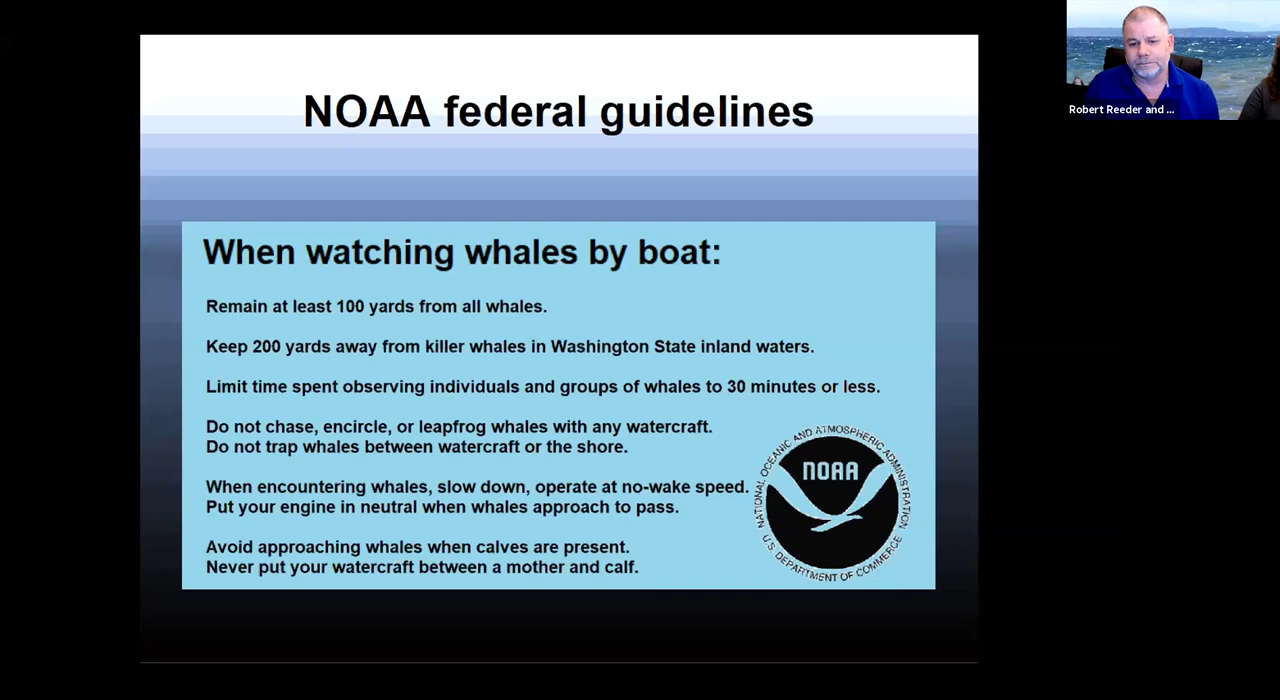 NOAA federal guidelines
When watching whales by boat:
Remain at least 100 yards from all whales.
Keep 200 yards away from killer whales in Washington State inland waters.
Limit time spent observing individuals and groups of whales to 30 minutes or less.
Do not chase, encircle, or leapfrog whales with any watercraft.
Do not trap whales between watercraft or the shore.
When encountering whales, slow down, operate at no-wake speed.
Put your engine in neutral when whales approach to pass.
Avoid approaching whales when calves are present.
Never put your watercraft between a mother and calf.
NATIONAL OCEANIC AND ATMOSPHERIC ADMINISTRATION
NOAA
U.S. DEPARTMENT OF COMMERCE
Robert Reeder and ...